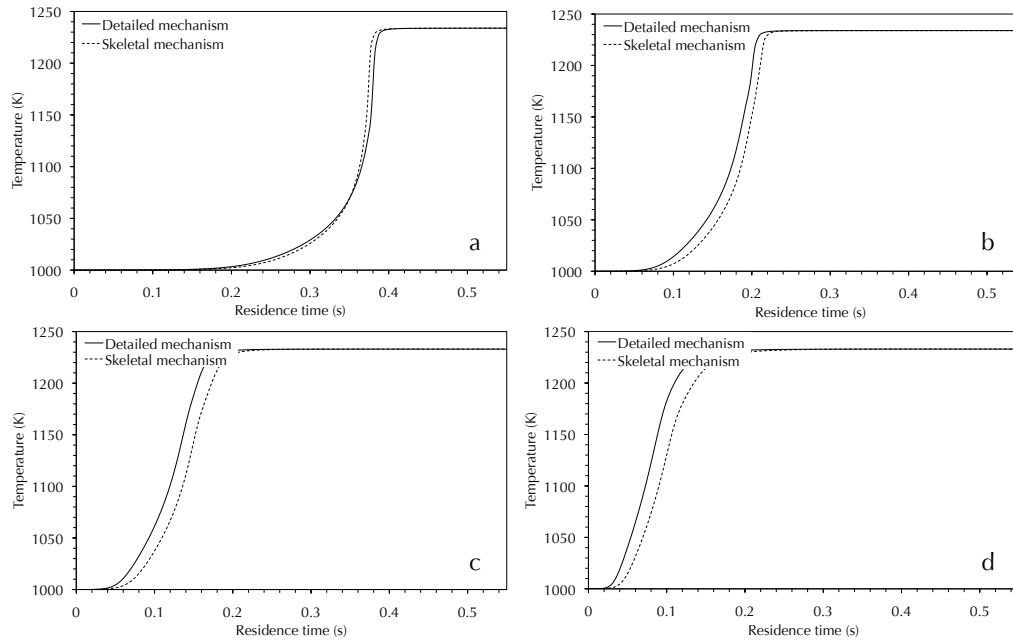 1250
1200
1150
1100
1050
1000
Temperature (K)
Detailed mechanism
Skeletal mechanism
a
0
0.1
0.2
0.3
0.4
0.5
Residence time (s)
1250
1200
1150
1100
1050
1000
Temperature (K)
Detailed mechanism
Skeletal mechanism
b
0
0.1
0.2
0.3
0.4
0.5
Residence time (s)
1250
1200
1150
1100
1050
1000
Temperature (K)
Detailed mechanism
Skeletal mechanism
c
0
0.1
0.2
0.3
0.4
0.5
Residence time (s)
1250
1200
1150
1100
1050
1000
Temperature (K)
Detailed mechanism
Skeletal mechanism
d
0
0.1
0.2
0.3
0.4
0.5
Residence time (s)